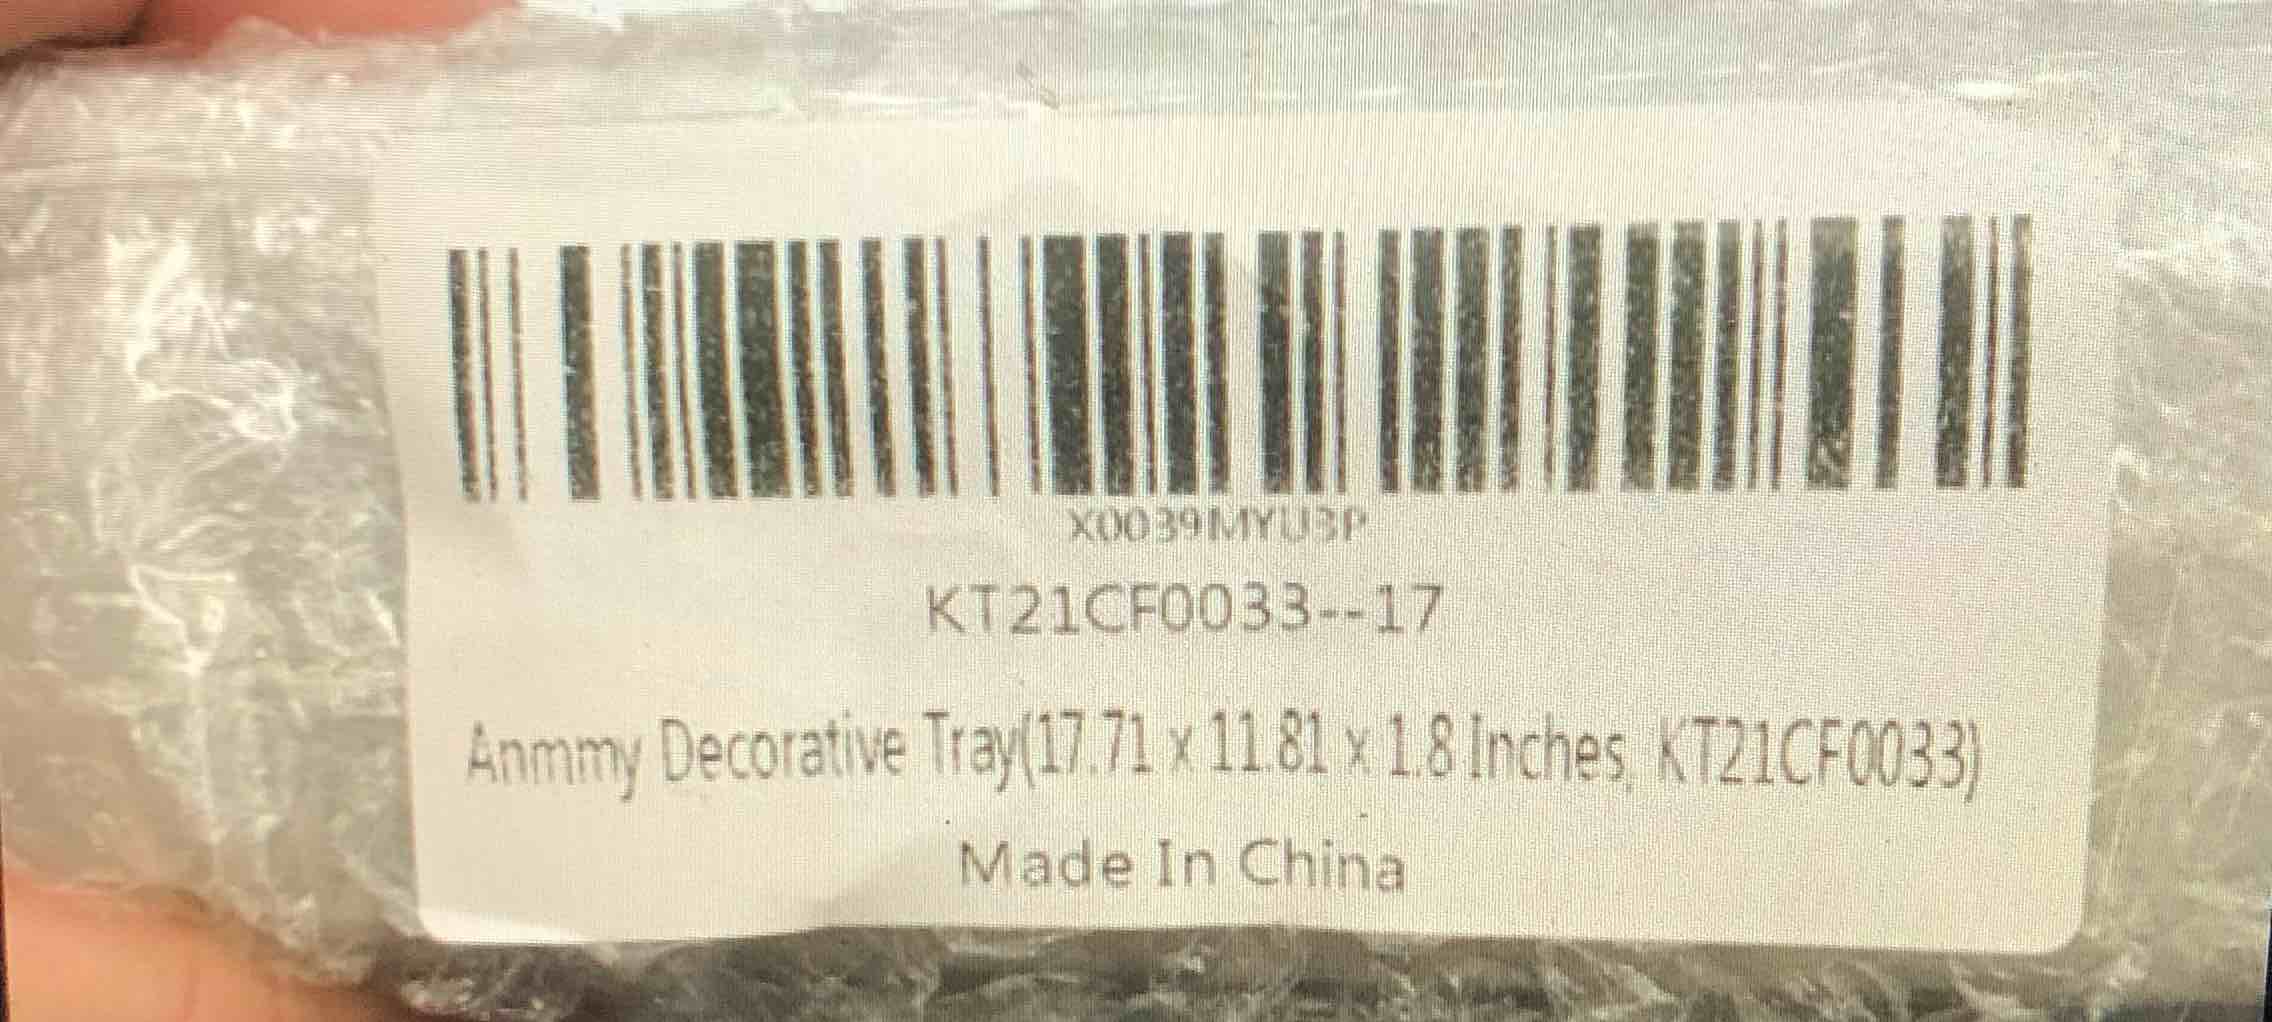 X0039MYU3P
KT21CF0033--17
Anmmy Decorative Tray(17.71 x 11.81 x 1.8 Inches, KT21CF0033)
Made In China